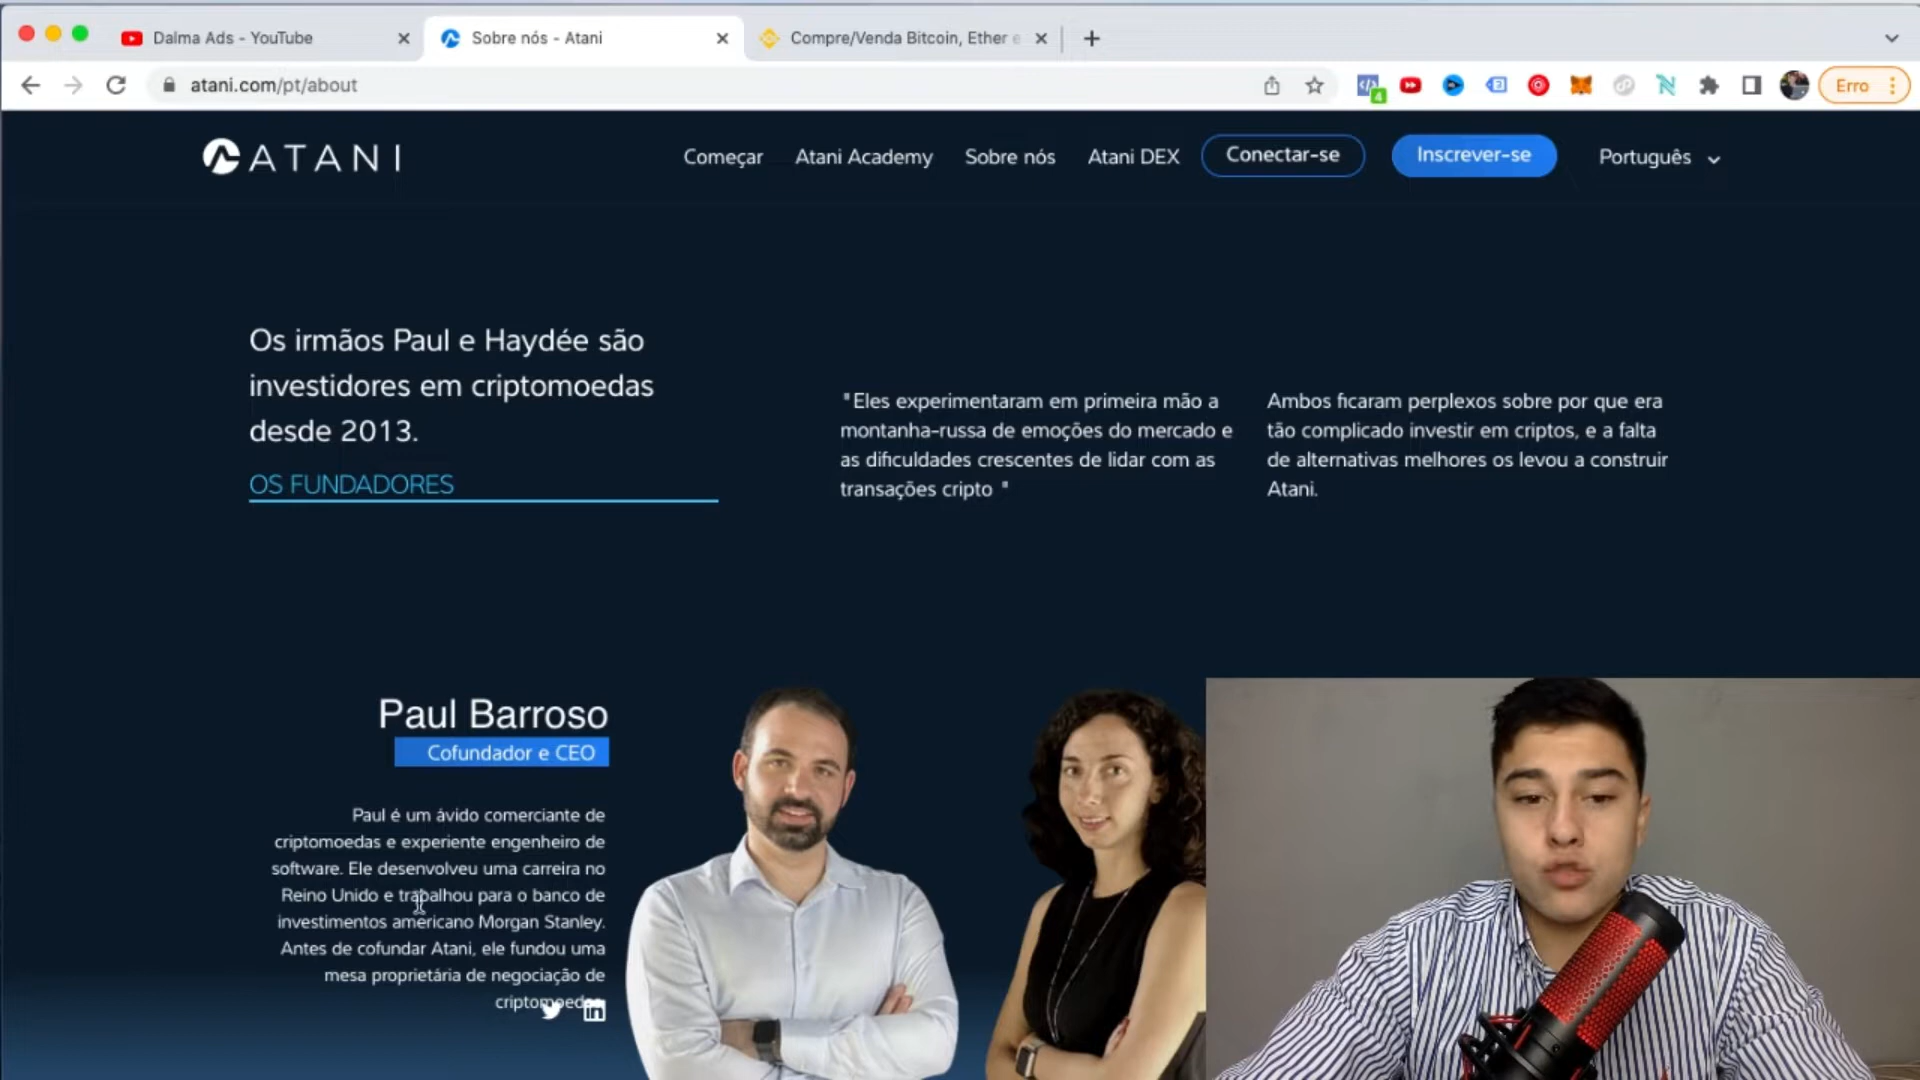 Dalma Ads - YouTube
Sobre nós - Atani
Compre/Venda Bitcoin, Ether e
atani.com/pt/about
4
Erro
ATANI
Começar
Atani Academy
Sobre nós
Atani DEX
Conectar-se
Inscrever-se
Português
Os irmãos Paul e Haydée são
investidores em criptomoedas
desde 2013.
OS FUNDADORES
"Eles experimentaram em primeira mão a
montanha-russa de emoções do mercado e
as dificuldades crescentes de lidar com as
transações cripto "
Ambos ficaram perplexos sobre por que era
tão complicado investir em criptos, e a falta
de alternativas melhores os levou a construir
Atani.
Paul Barroso
Cofundador e CEO
Paul é um ávido comerciante de
criptomoedas e experiente engenheiro de
software. Ele desenvolveu uma carreira no
Reino Unido e trabalhou para o banco de
investimentos americano Morgan Stanley.
Antes de cofundar Atani, ele fundou uma
mesa proprietária de negociação de
criptomoedas.
in